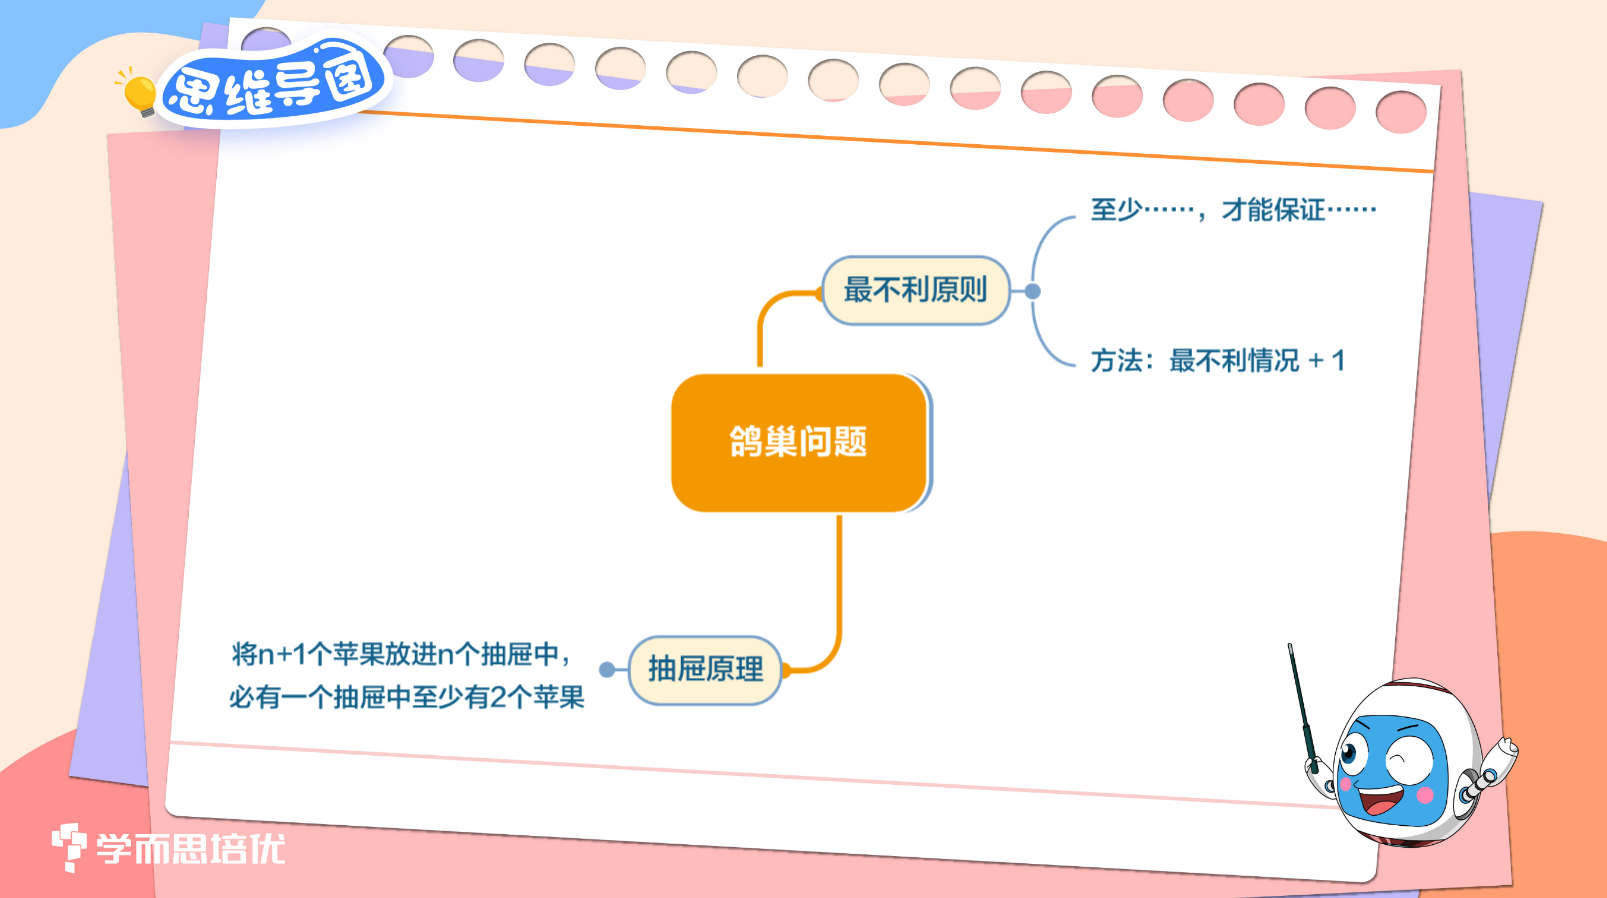 思维导图
至少……，才能保证……
最不利原则
方法：最不利情况 + 1
鸽巢问题
将n+1个苹果放进n个抽屉中，
必有一个抽屉中至少有2个苹果
抽屉原理
学而思培优